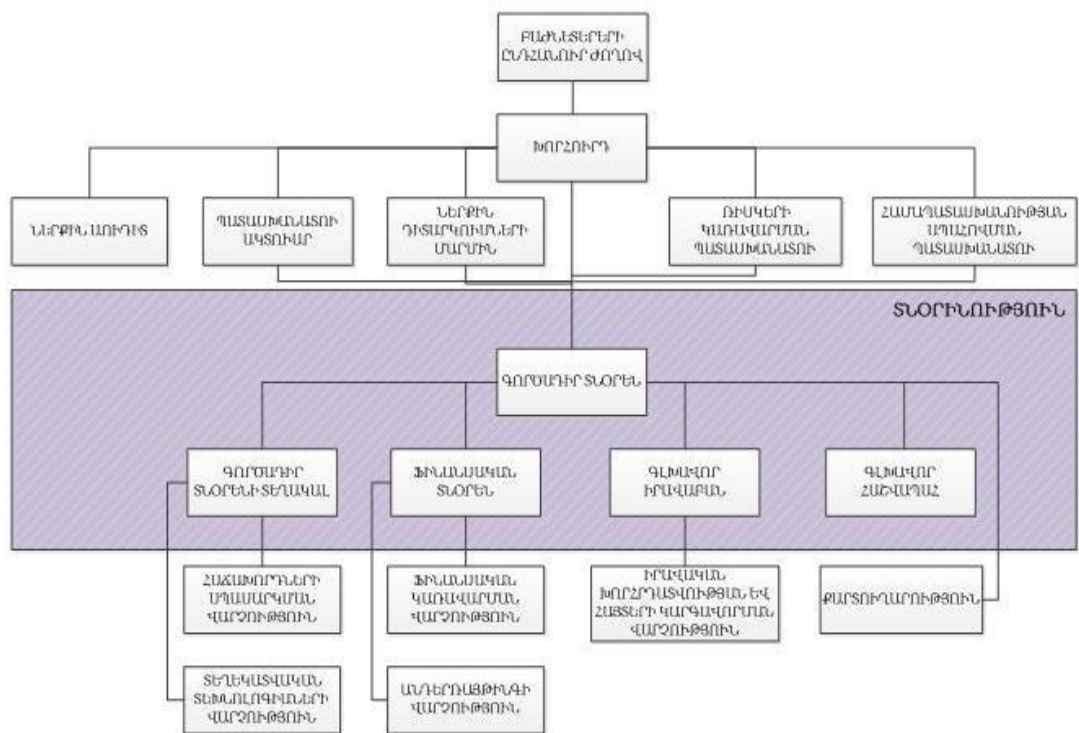 ԲԱԺՆԵՏԵՐԵՐԻ
ԸՆԴՀԱՆՈՒՐ ԺՈՂՈՎ
ԽՈՐՀՈՒՐԴ
ՆԵՐՔԻՆ ԱՈՒԴԻՏ
ՊԱՏԱՍԽԱՆԱՏՈՒ
ԱԿՏՈՒԱՐ
ՆԵՐՔԻՆ
ԴԻՏԱՐԿՈՒՄՆԵՐԻ
ՄԱՐՄԻՆ
ՌԻՍԿԵՐԻ
ԿԱՌԱՎԱՐՄԱՆ
ՊԱՏԱՍԽԱՆԱՏՈՒ
ՀԱՄԱՊԱՏԱՍԽԱՆՈՒԹՅԱՆ
ԱՊԱՀՈՎՄԱՆ
ՊԱՏԱՍԽԱՆԱՏՈՒ
ՏՆՕՐԻՆՈՒԹՅՈՒՆ
ԳՈՐԾԱԴԻՐ ՏՆՕՐԵՆ
ԳՈՐԾԱԴԻՐ
ՏՆՕՐԵՆԻ ՏԵՂԱԿԱԼ
ՖԻՆԱՆՍԱԿԱՆ
ՏՆՕՐԵՆ
ԳԼԽԱՎՈՐ
ԻՐԱՎԱԲԱՆ
ԳԼԽԱՎՈՐ
ՀԱՇՎԱՊԱՀ
ՀԱՃԱԽՈՐԴՆԵՐԻ
ՍՊԱՍԱՐԿՄԱՆ
ՎԱՐՉՈՒԹՅՈՒՆ
ՖԻՆԱՆՍԱԿԱՆ
ԿԱՌԱՎԱՐՄԱՆ
ՎԱՐՉՈՒԹՅՈՒՆ
ԻՐԱՎԱԿԱՆ
ԽՈՐՀՐԴԱՏՎՈՒԹՅԱՆ ԵՎ
ՀԱՅՏԵՐԻ ԿԱՐԳԱՎՈՐՄԱՆ
ՎԱՐՉՈՒԹՅՈՒՆ
ՔԱՐՏՈՒՂԱՐՈՒԹՅՈՒՆ
ՏԵՂԵԿԱՏՎԱԿԱՆ
ՏԵԽՆՈԼՈԳԻԱՆԵՐԻ
ՎԱՐՉՈՒԹՅՈՒՆ
ԱՆԴԵՌՌԱՅԹԻՆԳԻ
ՎԱՐՉՈՒԹՅՈՒՆ